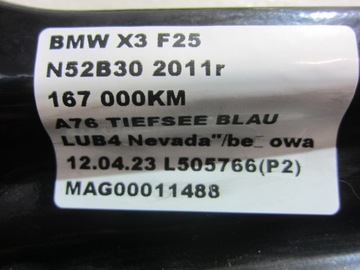 BMW X3 F25
N52B30 2011r
167 000KM
A76 TIEFSEE BLAU
LUB4 Nevada"/be_owa
12.04.23 L505766(P2)
MAG00011488